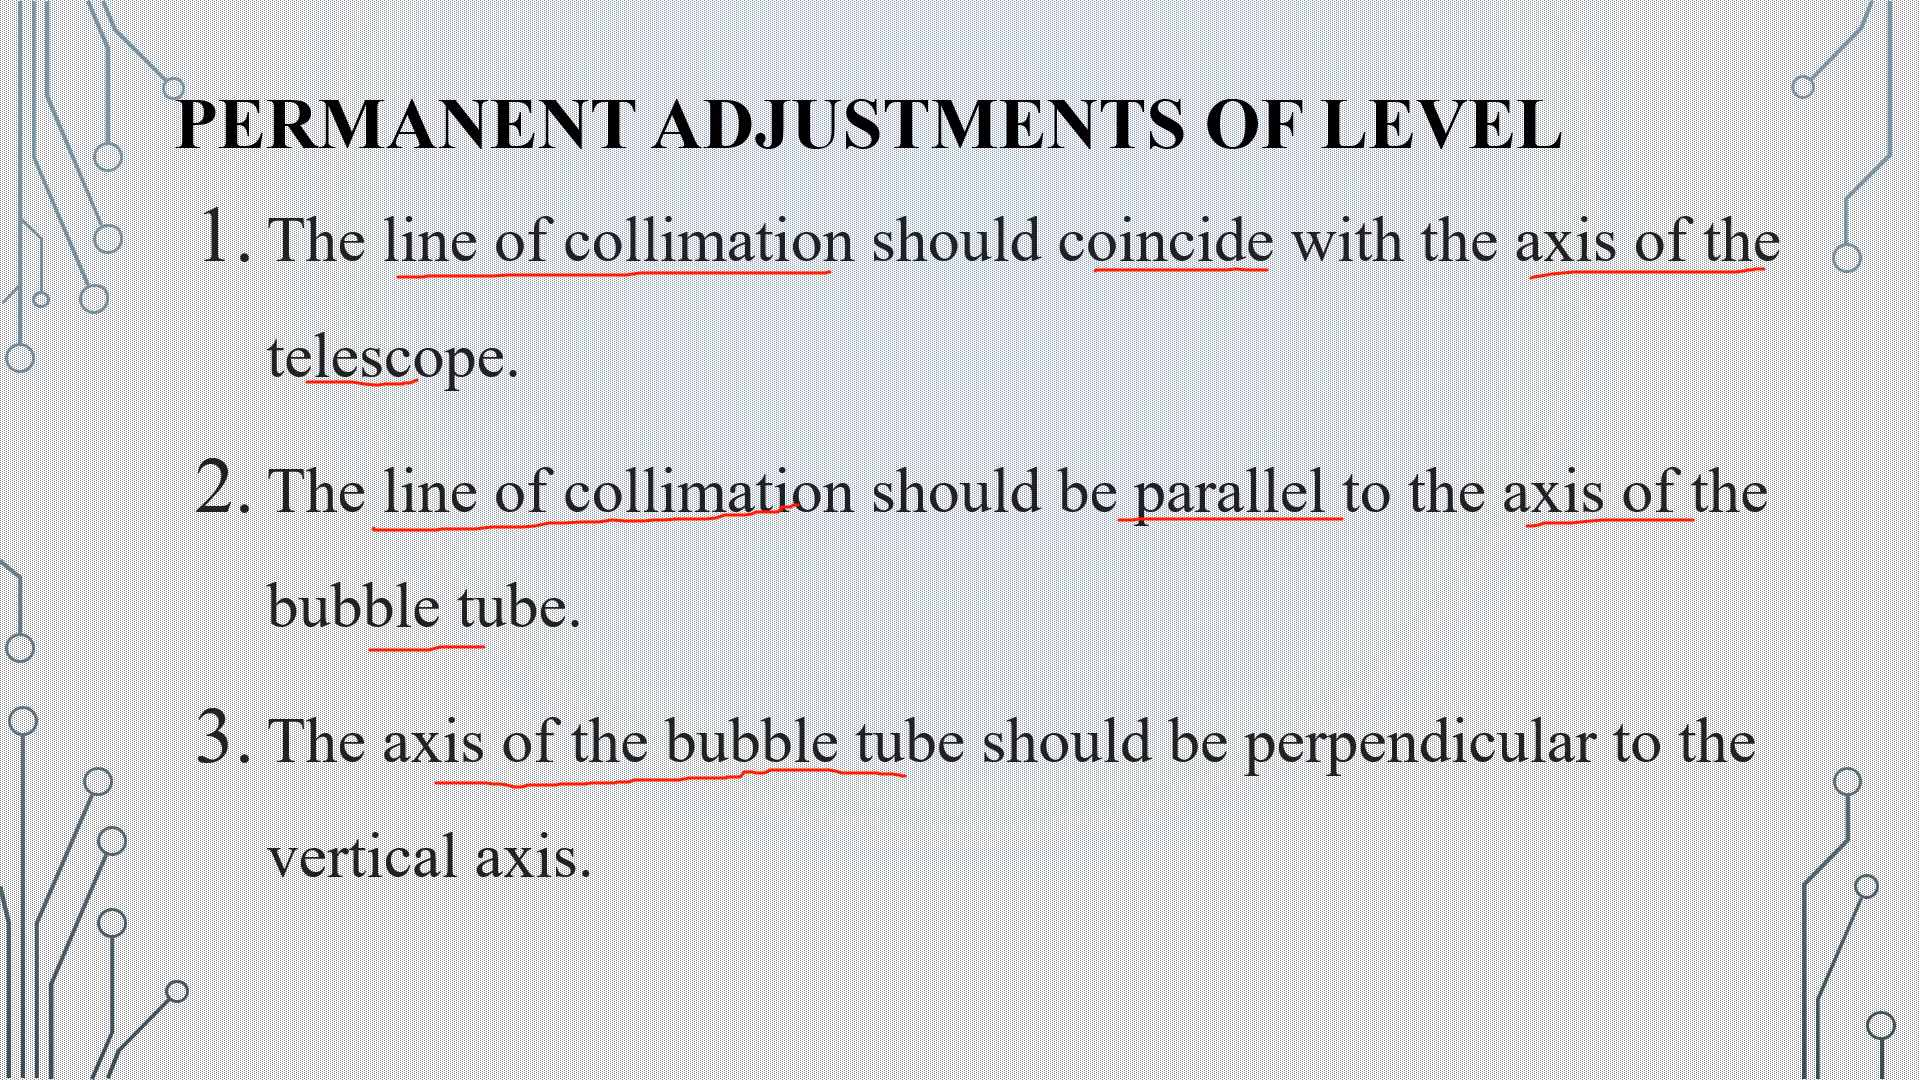 PERMANENT ADJUSTMENTS OF LEVEL
1. The line of collimation should coincide with the axis of the
telescope.
2. The line of collimation should be parallel to the axis of the
bubble tube.
3. The axis of the bubble tube should be perpendicular to the
vertical axis.